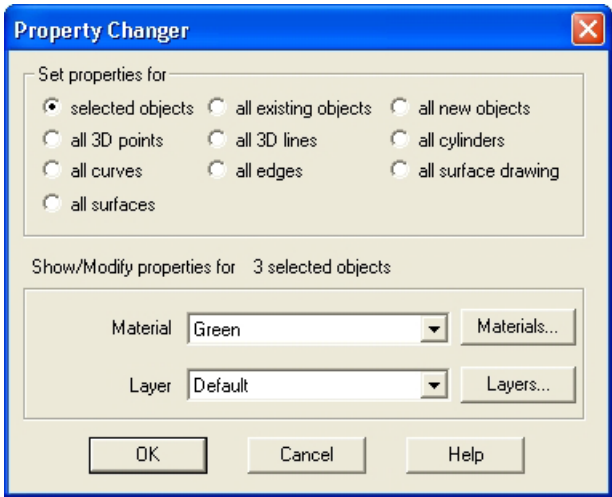 Property Changer
Set properties for
selected objects all existing objects all new objects
all 3D points all 3D lines all cylinders
all curves all edges all surface drawing
all surfaces
Show/Modify properties for 3 selected objects
Material Green Materials...
Layer Default Layers...
OK Cancel Help